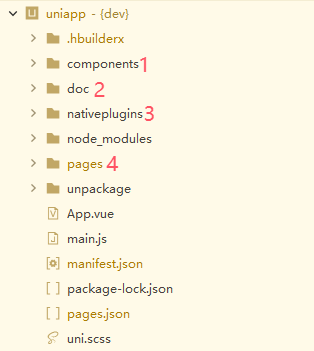 uniapp - {dev}
.hbuilderx
components 1
doc 2
nativeplugins 3
node_modules
pages 4
unpackage
App.vue
main.js
manifest.json
package-lock.json
pages.json
uni.scss